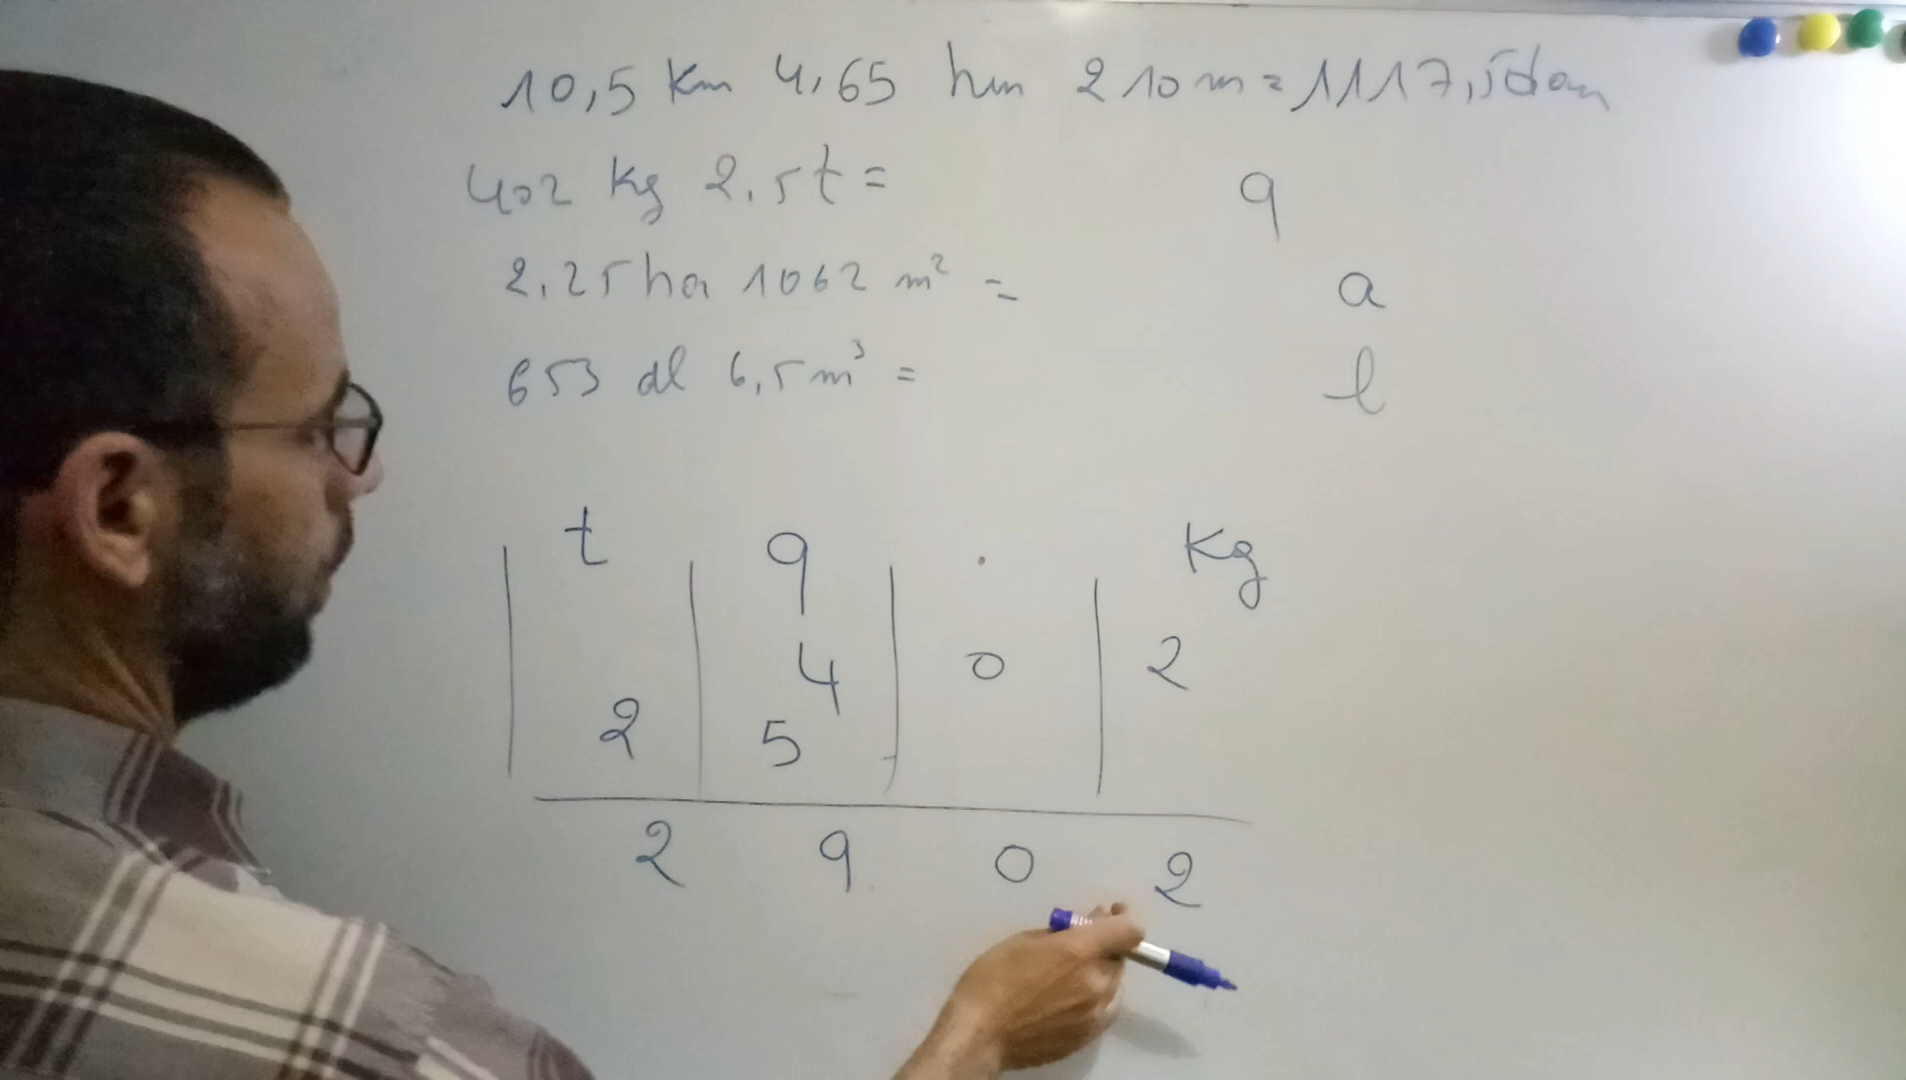 10,5 Km 4,65 hm 210 m = 1117,5 dam
402 Kg 2,5 t = q
2,25 ha 1062 m² = a
653 dl 6,5 m³ = l
t q . Kg
4 0 2
2 5
2 9 0 2